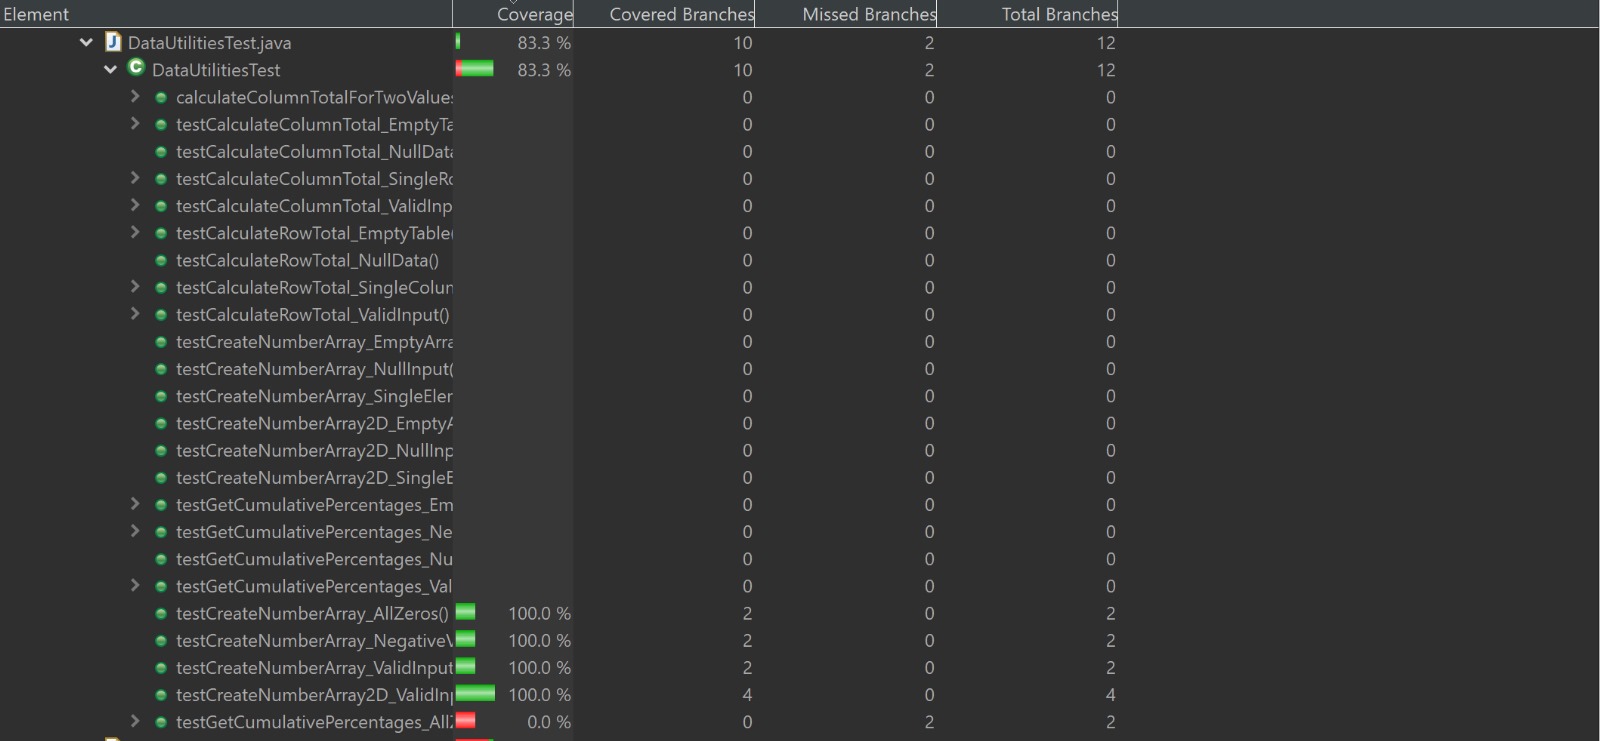 Element Coverage Covered Branches Missed Branches Total Branches
DataUtilitiesTest.java 83.3 % 10 2 12
DataUtilitiesTest 83.3 % 10 2 12
calculateColumnTotalForTwoValues 0 0 0
testCalculateColumnTotal_EmptyTa 0 0 0
testCalculateColumnTotal_NullData 0 0 0
testCalculateColumnTotal_SingleRo 0 0 0
testCalculateColumnTotal_ValidInp 0 0 0
testCalculateRowTotal_EmptyTable( 0 0 0
testCalculateRowTotal_NullData() 0 0 0
testCalculateRowTotal_SingleColun 0 0 0
testCalculateRowTotal_ValidInput() 0 0 0
testCreateNumberArray_EmptyArra 0 0 0
testCreateNumberArray_NullInput( 0 0 0
testCreateNumberArray_SingleEler 0 0 0
testCreateNumberArray2D_EmptyA 0 0 0
testCreateNumberArray2D_NullInp 0 0 0
testCreateNumberArray2D_SingleE 0 0 0
testGetCumulativePercentages_Em 0 0 0
testGetCumulativePercentages_Ne 0 0 0
testGetCumulativePercentages_Nu 0 0 0
testGetCumulativePercentages_Val 0 0 0
testCreateNumberArray_AllZeros() 100.0 % 2 0 2
testCreateNumberArray_NegativeV 100.0 % 2 0 2
testCreateNumberArray_ValidInput 100.0 % 2 0 2
testCreateNumberArray2D_ValidInp 100.0 % 4 0 4
testGetCumulativePercentages_AllZ 0.0 % 0 2 2